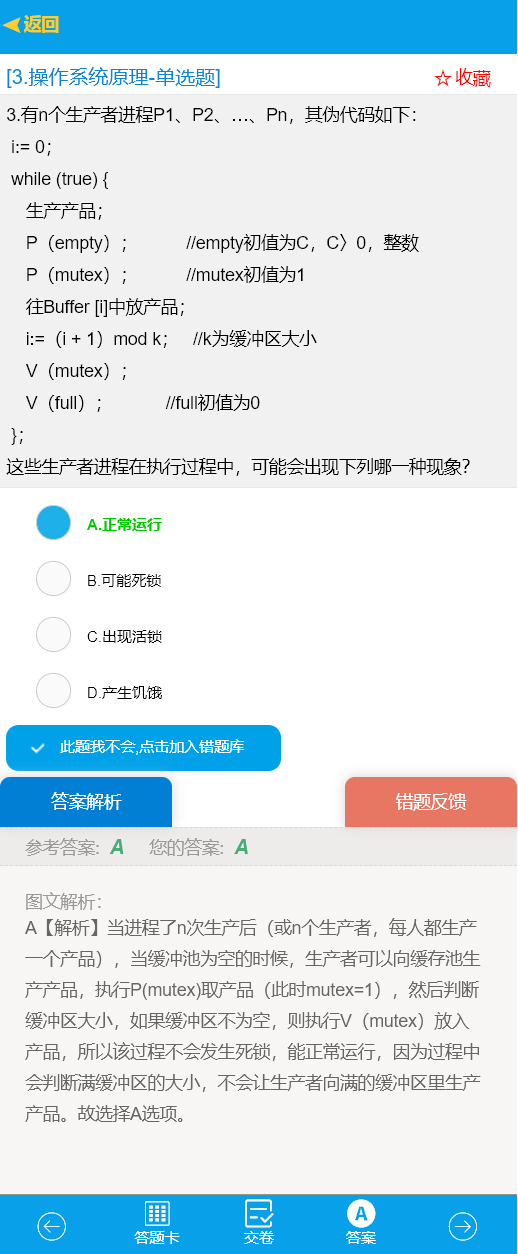 返回
[3.操作系统原理-单选题] ☆ 收藏
3.有n个生产者进程P1、P2、…、Pn，其伪代码如下：
i:= 0；
while (true) {
生产产品；
P（empty）； //empty初值为C，C〉0，整数
P（mutex）； //mutex初值为1
往Buffer [i]中放产品；
i:=（i + 1）mod k； //k为缓冲区大小
V（mutex）；
V（full）； //full初值为0
}；
这些生产者进程在执行过程中，可能会出现下列哪一种现象？
A.正常运行
B.可能死锁
C.出现活锁
D.产生饥饿
此题我不会,点击加入错题库
答案解析 错题反馈
参考答案: A 您的答案: A
图文解析：
A【解析】当进程了n次生产后（或n个生产者，每人都生产
一个产品），当缓冲池为空的时候，生产者可以向缓存池生
产产品，执行P(mutex)取产品（此时mutex=1），然后判断
缓冲区大小，如果缓冲区不为空，则执行V（mutex）放入
产品，所以该过程不会发生死锁，能正常运行，因为过程中
会判断满缓冲区的大小，不会让生产者向满的缓冲区里生产
产品。故选择A选项。
A
答题卡 交卷 答案